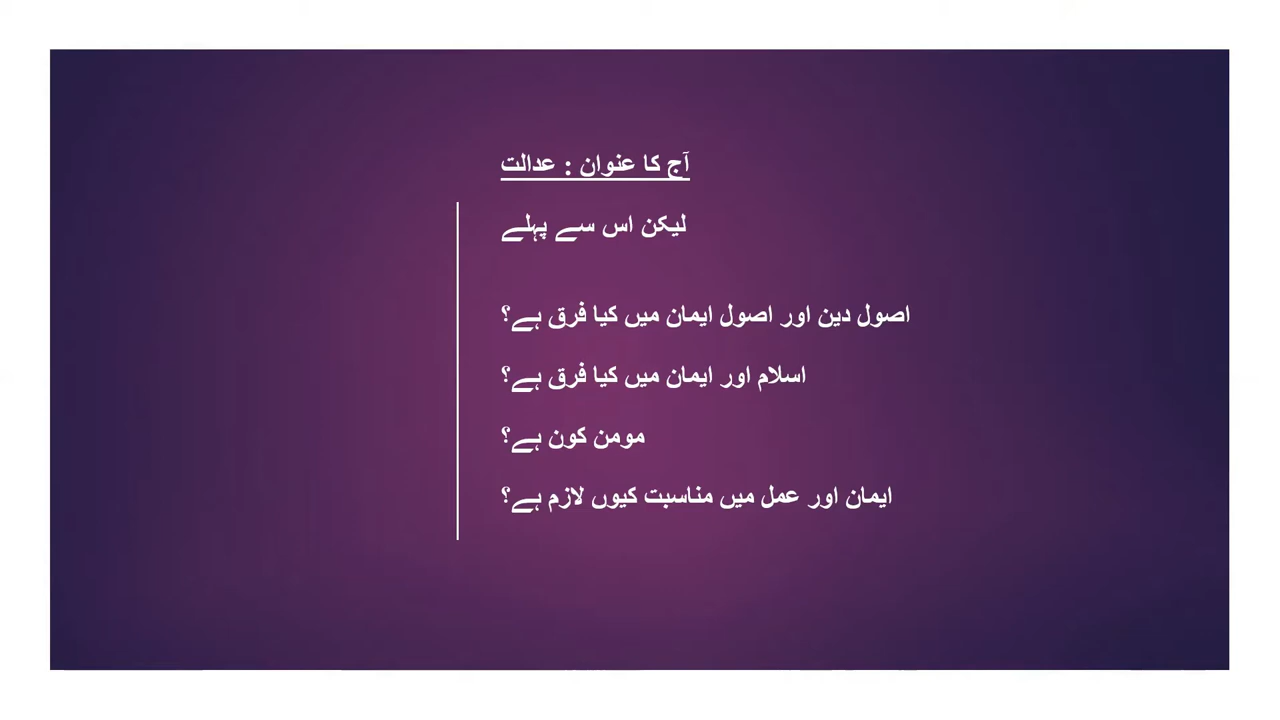 آج کا عنوان : عدالت
لیکن اس سے پہلے
اصول دین اور اصول ایمان میں کیا فرق ہے؟
اسلام اور ایمان میں کیا فرق ہے؟
مومن کون ہے؟
ایمان اور عمل میں مناسبت کیوں لازم ہے؟